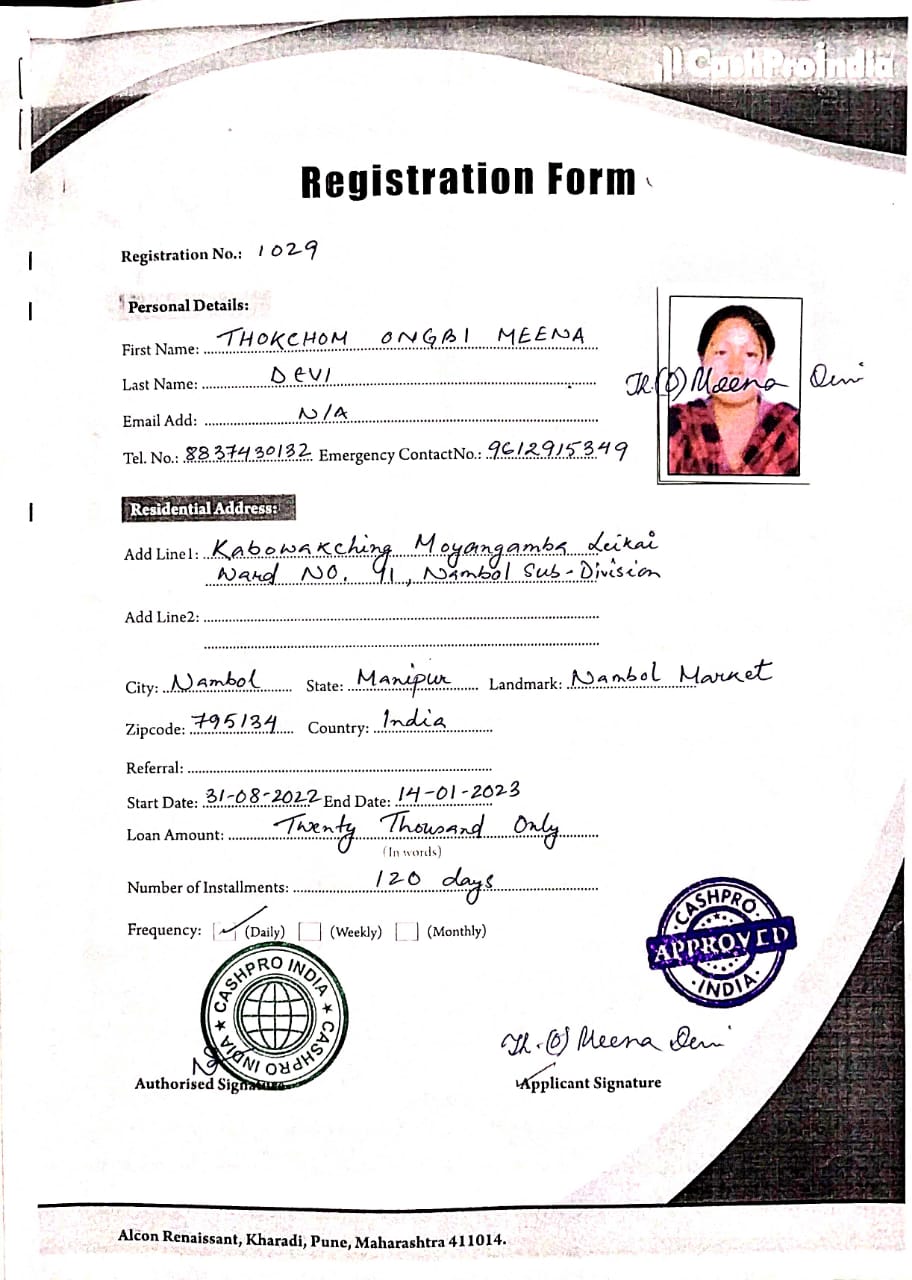 CashProIndia
Registration Form
Registration No.: 1029
Personal Details:
First Name: THOKCHOM ONGBI MEENA
Last Name: DEVI
Email Add: N/A
Tel. No.: 8837430132 Emergency ContactNo.: 9612915349
Th.(O) Meena Devi
Residential Address:
Add Line1: Kabowakching Moyangamba Leikai
Ward NO. 91, Nambol Sub-Division
Add Line2:
City: Nambol State: Manipur Landmark: Nambol Market
Zipcode: 795134 Country: India
Referral:
Start Date: 31-08-2022 End Date: 14-01-2023
Loan Amount: Twenty Thousand Only
(In words)
Number of Installments: 120 days
Frequency: (Daily) (Weekly) (Monthly)
CASHPRO
APPROVED
INDIA
CASHPRO INDIA CASHPRO INDIA
Th.(O) Meena Devi
Authorised Signature Applicant Signature
Alcon Renaissant, Kharadi, Pune, Maharashtra 411014.